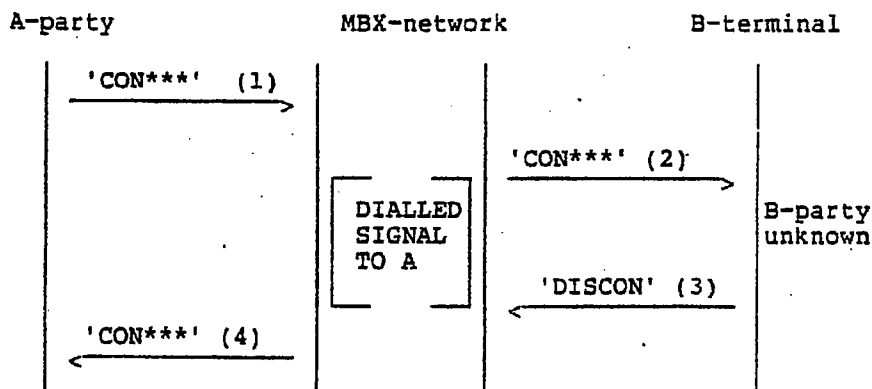 A-party MBX-network B-terminal
'CON***' (1)
'CON***' (2)
DIALLED
SIGNAL
TO A
B-party
unknown
'DISCON' (3)
'CON***' (4)